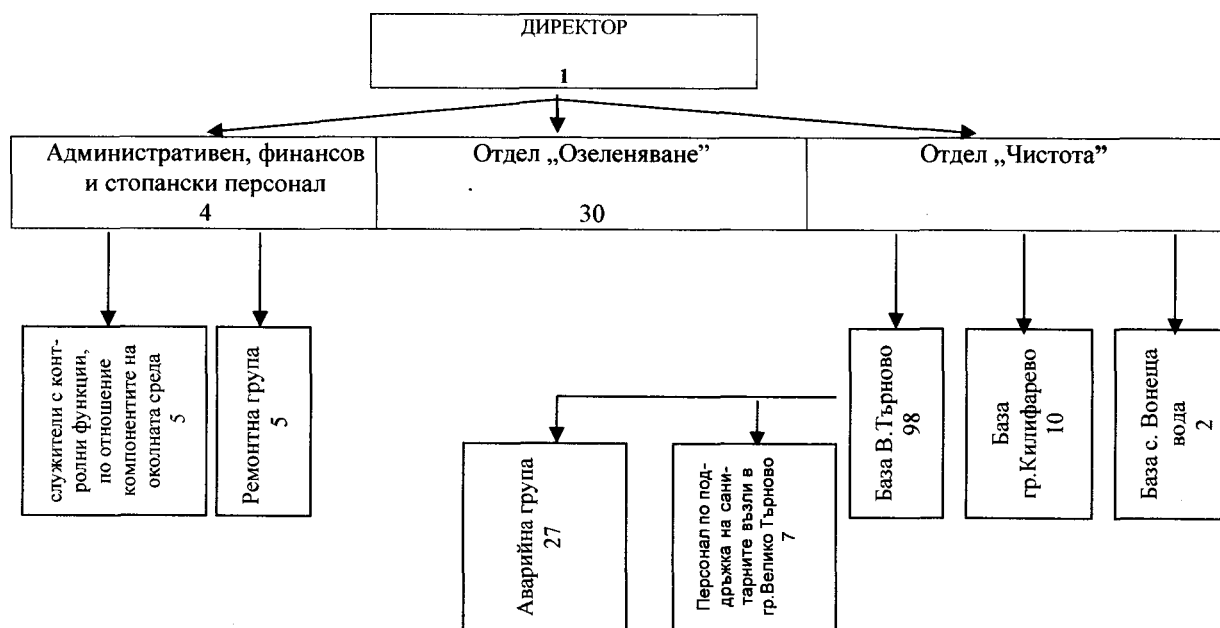 ДИРЕКТОР
1
Административен, финансов
и стопански персонал
4
Отдел „Озеленяване”
30
Отдел „Чистота”
служители с конт-
ролни функции,
по отношение
компонентите на
околната среда
5
Ремонтна група
5
Аварийна група
27
Персонал по под-
дръжка на сани-
тарните възли в
гр.Велико Търново
7
База В.Търново
98
База
гр.Килифарево
10
База с. Вонеща
вода
2